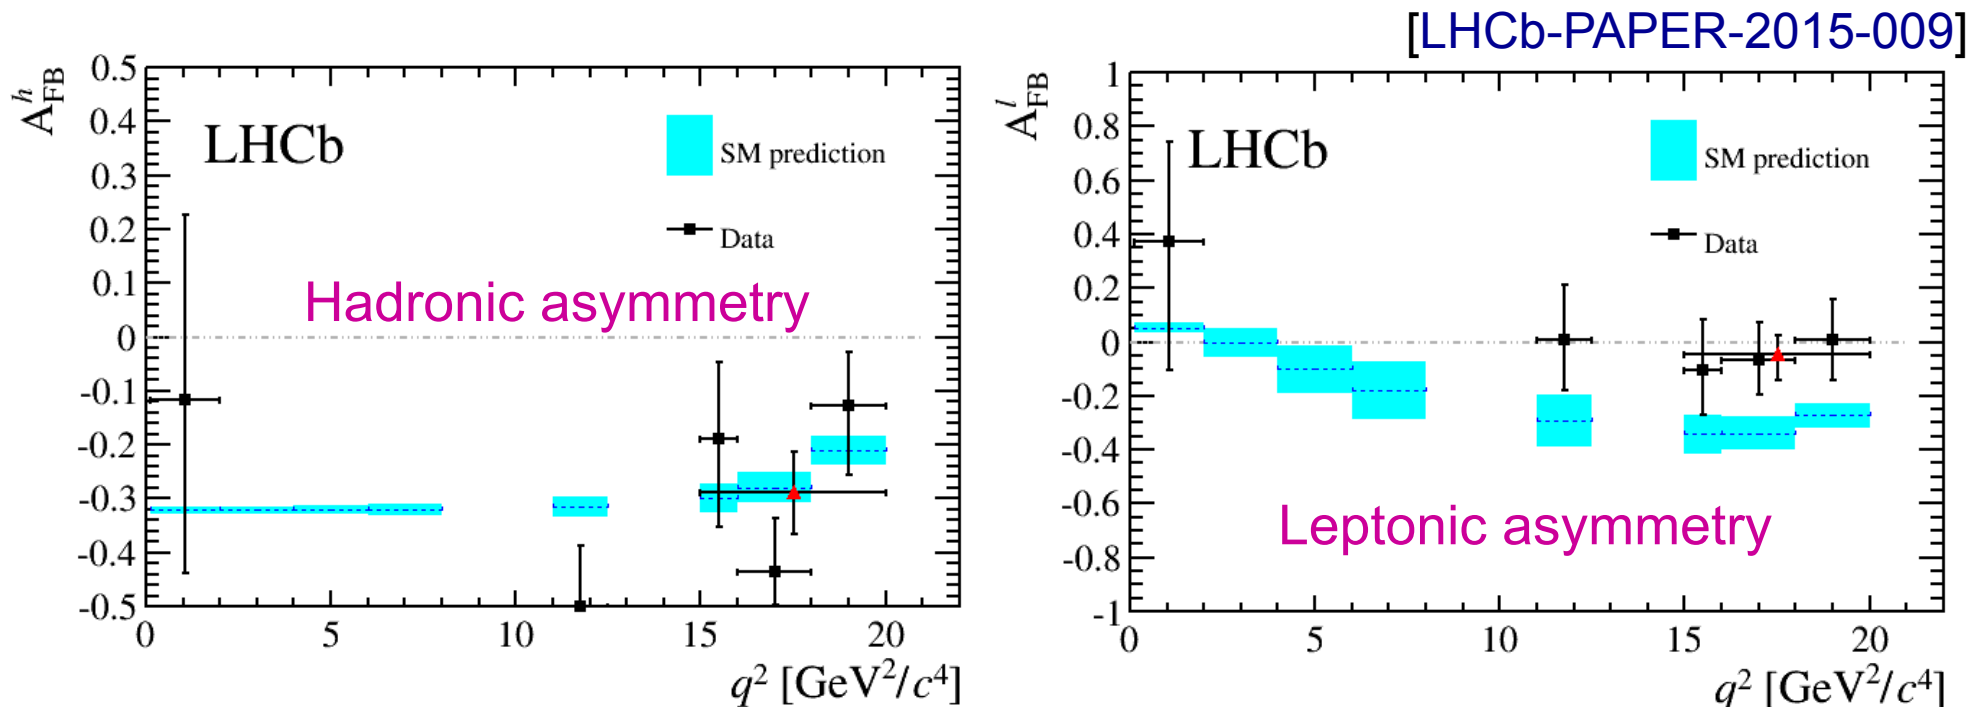 [LHCb-PAPER-2015-009]
A^h_FB
0.5
0.4
0.3
0.2
0.1
0
-0.1
-0.2
-0.3
-0.4
-0.5
LHCb
SM prediction
Data
Hadronic asymmetry
0 5 10 15 20
q² [GeV²/c⁴]
A^l_FB
1
0.8
0.6
0.4
0.2
0
-0.2
-0.4
-0.6
-0.8
-1
LHCb
SM prediction
Data
Leptonic asymmetry
0 5 10 15 20
q² [GeV²/c⁴]